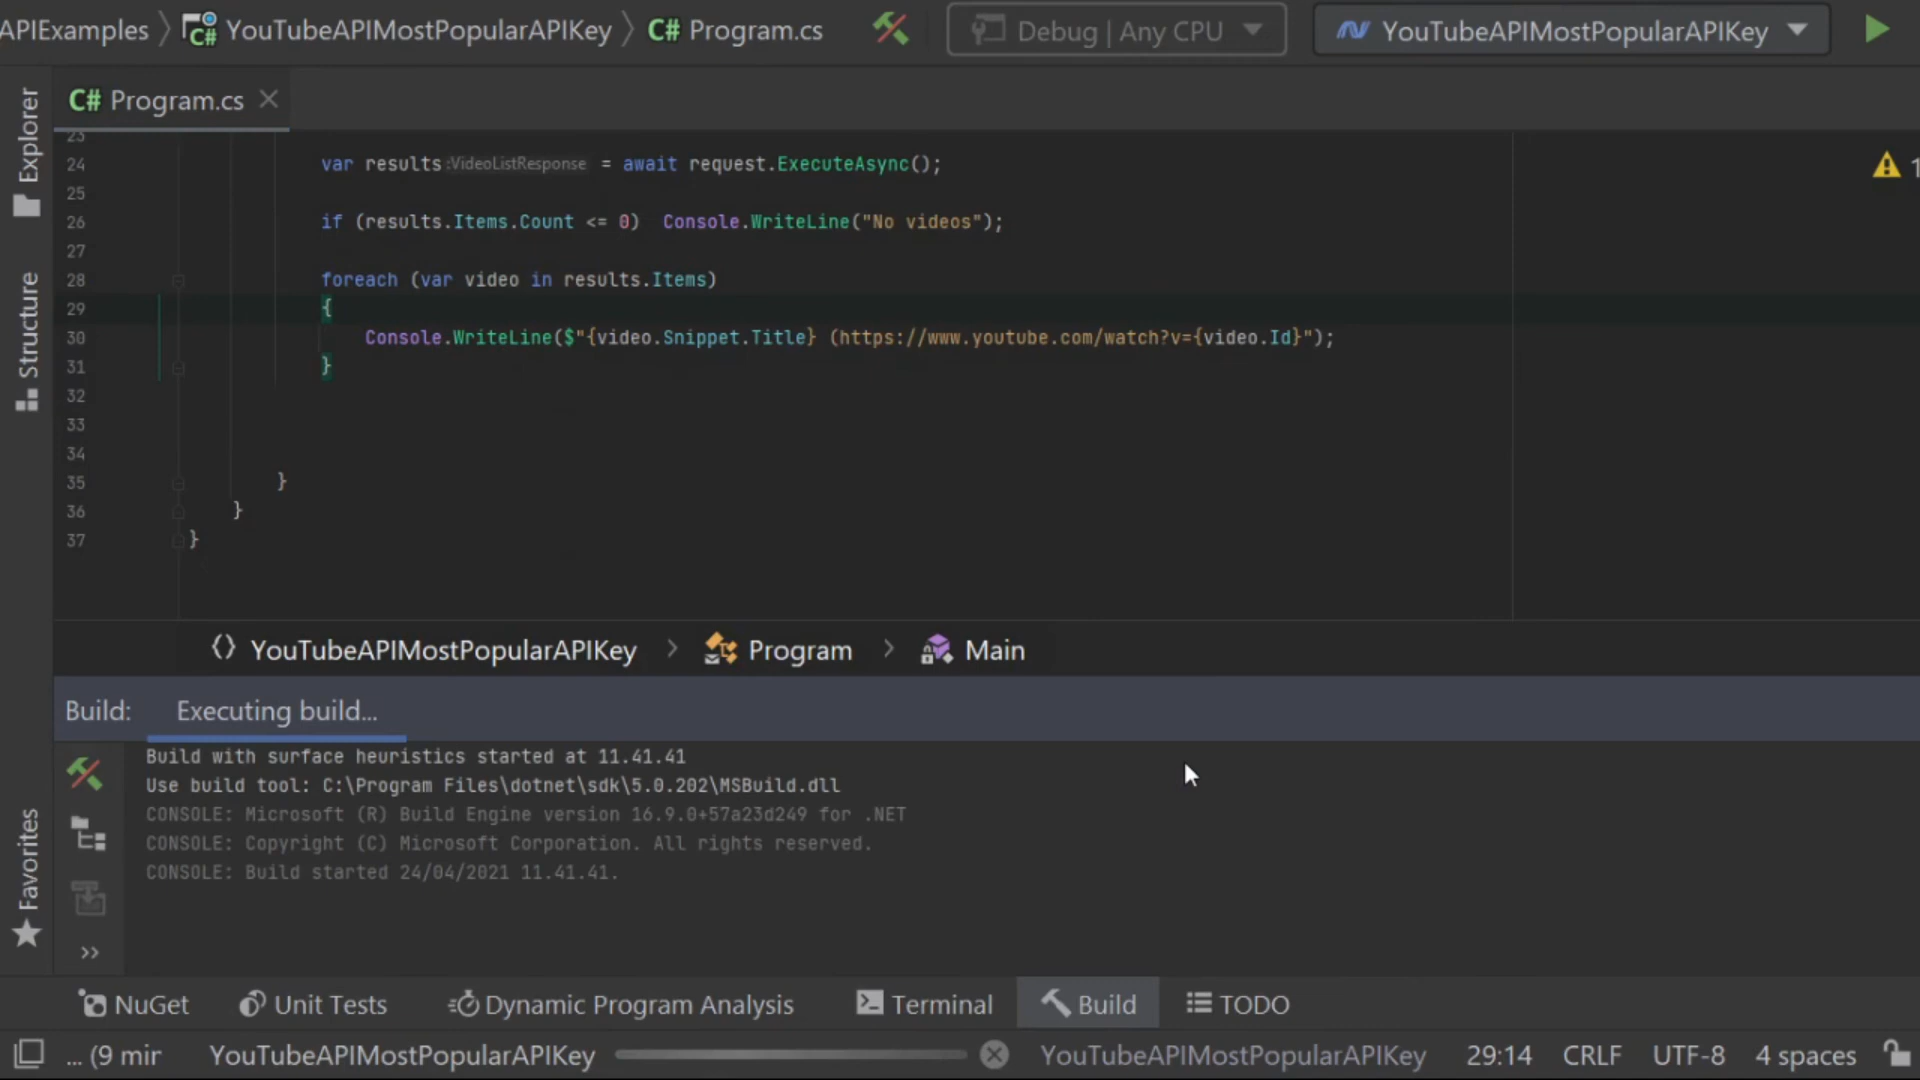 APIExamples YouTubeAPIMostPopularAPIKey C# Program.cs Debug | Any CPU YouTubeAPIMostPopularAPIKey
C# Program.cs
Explorer
Structure
Favorites
23
24 var results :VideoListResponse = await request.ExecuteAsync(); 1
25
26 if (results.Items.Count <= 0)  Console.WriteLine("No videos");
27
28 foreach (var video in results.Items)
29 {
30 Console.WriteLine($"{video.Snippet.Title} (https://www.youtube.com/watch?v={video.Id}");
31 }
32
33
34
35 }
36 }
37 }
YouTubeAPIMostPopularAPIKey Program Main
Build: Executing build...
Build with surface heuristics started at 11.41.41
Use build tool: C:\Program Files\dotnet\sdk\5.0.202\MSBuild.dll
CONSOLE: Microsoft (R) Build Engine version 16.9.0+57a23d249 for .NET
CONSOLE: Copyright (C) Microsoft Corporation. All rights reserved.
CONSOLE: Build started 24/04/2021 11.41.41.
NuGet Unit Tests Dynamic Program Analysis Terminal Build TODO
... (9 mir YouTubeAPIMostPopularAPIKey YouTubeAPIMostPopularAPIKey 29:14 CRLF UTF-8 4 spaces